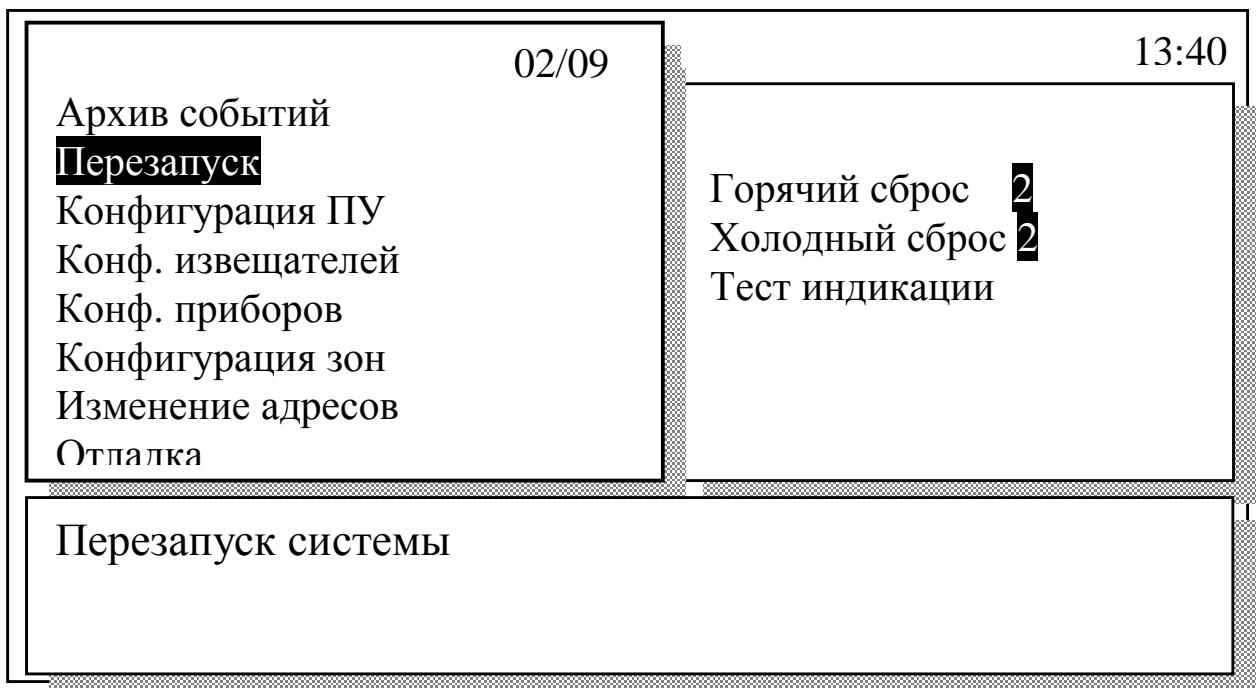 02/09
Архив событий
Перезапуск
Конфигурация ПУ
Конф. извещателей
Конф. приборов
Конфигурация зон
Изменение адресов
Отладка
13:40
Горячий сброс 2
Холодный сброс 2
Тест индикации
Перезапуск системы